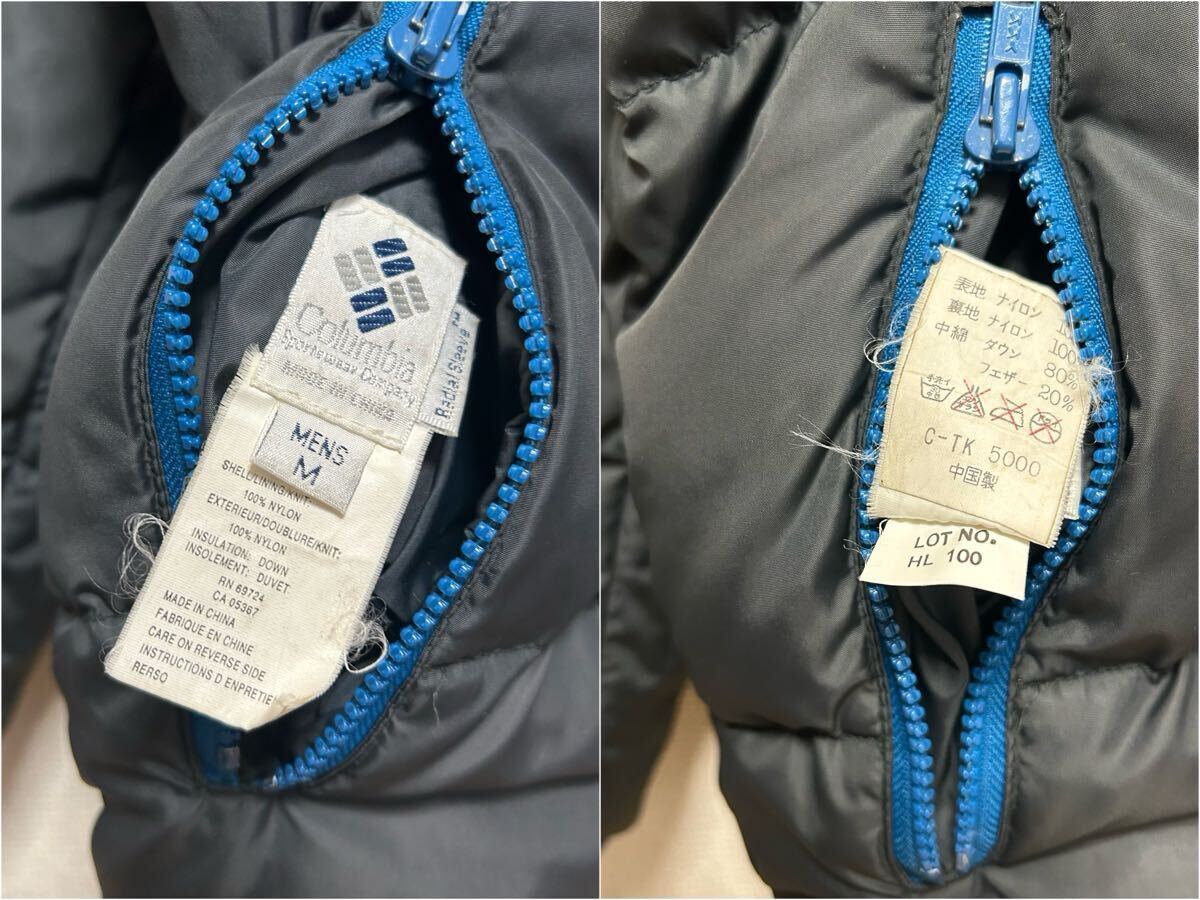 Columbia
Sportswear Company
MADE IN CHINA
Radial Sleeve™
MENS
M
SHELL/LINING/KNIT:
100% NYLON
EXTERIEUR/DOUBLURE/KNIT:
100% NYLON
INSULATION: DOWN
INSOLEMENT: DUVET
RN 69724
CA 05367
MADE IN CHINA
FABRIQUE EN CHINE
CARE ON REVERSE SIDE
INSTRUCTIONS D ENPRETIE
RERSO
YKK
表地 ナイロン
裏地 ナイロン 100%
中綿 ダウン 80%
フェザー 20%
C-TK 5000
中国製
LOT NO.
HL 100